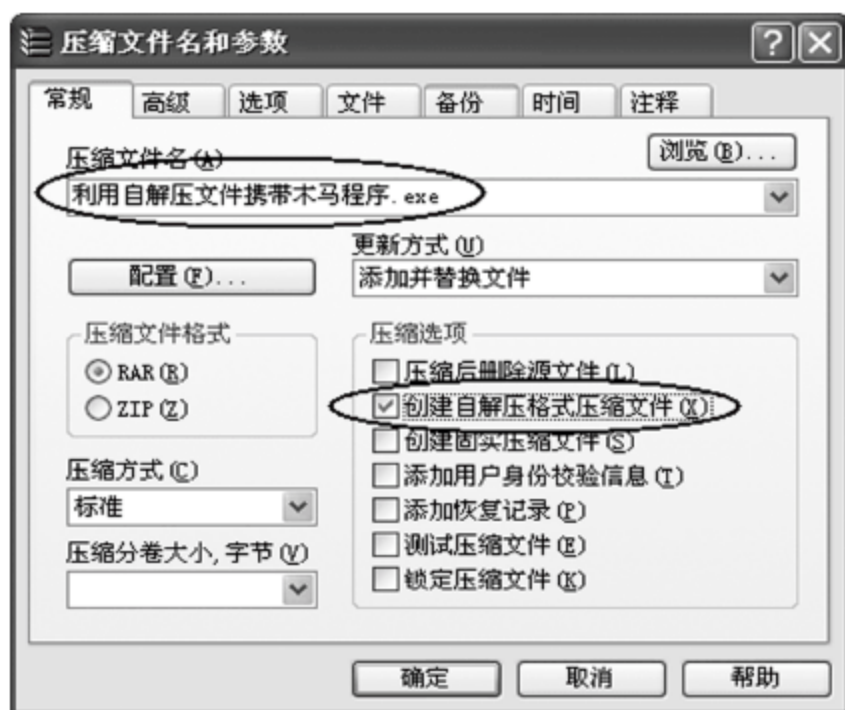 压缩文件名和参数
常规 高级 选项 文件 备份 时间 注释
压缩文件名(A)
浏览(B)...
利用自解压文件携带木马程序.exe
配置(F)...
更新方式(U)
添加并替换文件
压缩文件格式
RAR(R)
ZIP(Z)
压缩方式(C)
标准
压缩分卷大小,字节(V)
压缩选项
压缩后删除源文件(L)
创建自解压格式压缩文件(X)
创建固实压缩文件(S)
添加用户身份校验信息(T)
添加恢复记录(P)
测试压缩文件(E)
锁定压缩文件(K)
确定 取消 帮助